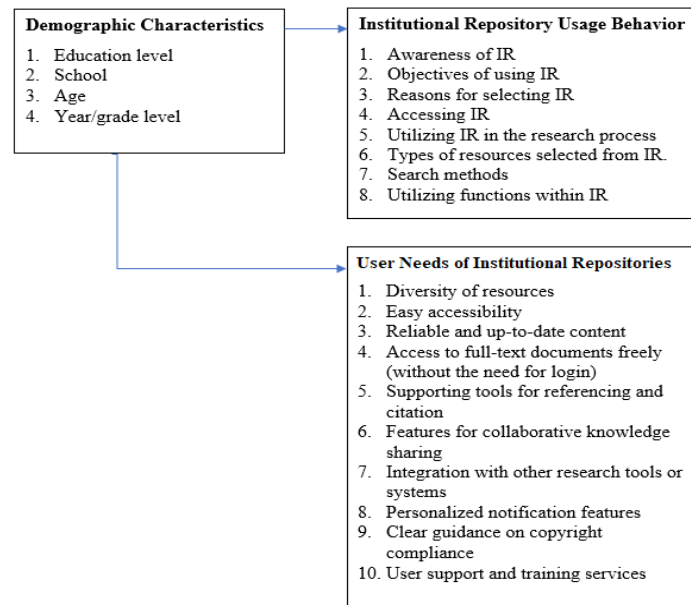 Demographic Characteristics
1. Education level
2. School
3. Age
4. Year/grade level
Institutional Repository Usage Behavior
1. Awareness of IR
2. Objectives of using IR
3. Reasons for selecting IR
4. Accessing IR
5. Utilizing IR in the research process
6. Types of resources selected from IR.
7. Search methods
8. Utilizing functions within IR
User Needs of Institutional Repositories
1. Diversity of resources
2. Easy accessibility
3. Reliable and up-to-date content
4. Access to full-text documents freely
(without the need for login)
5. Supporting tools for referencing and
citation
6. Features for collaborative knowledge
sharing
7. Integration with other research tools or
systems
8. Personalized notification features
9. Clear guidance on copyright
compliance
10. User support and training services